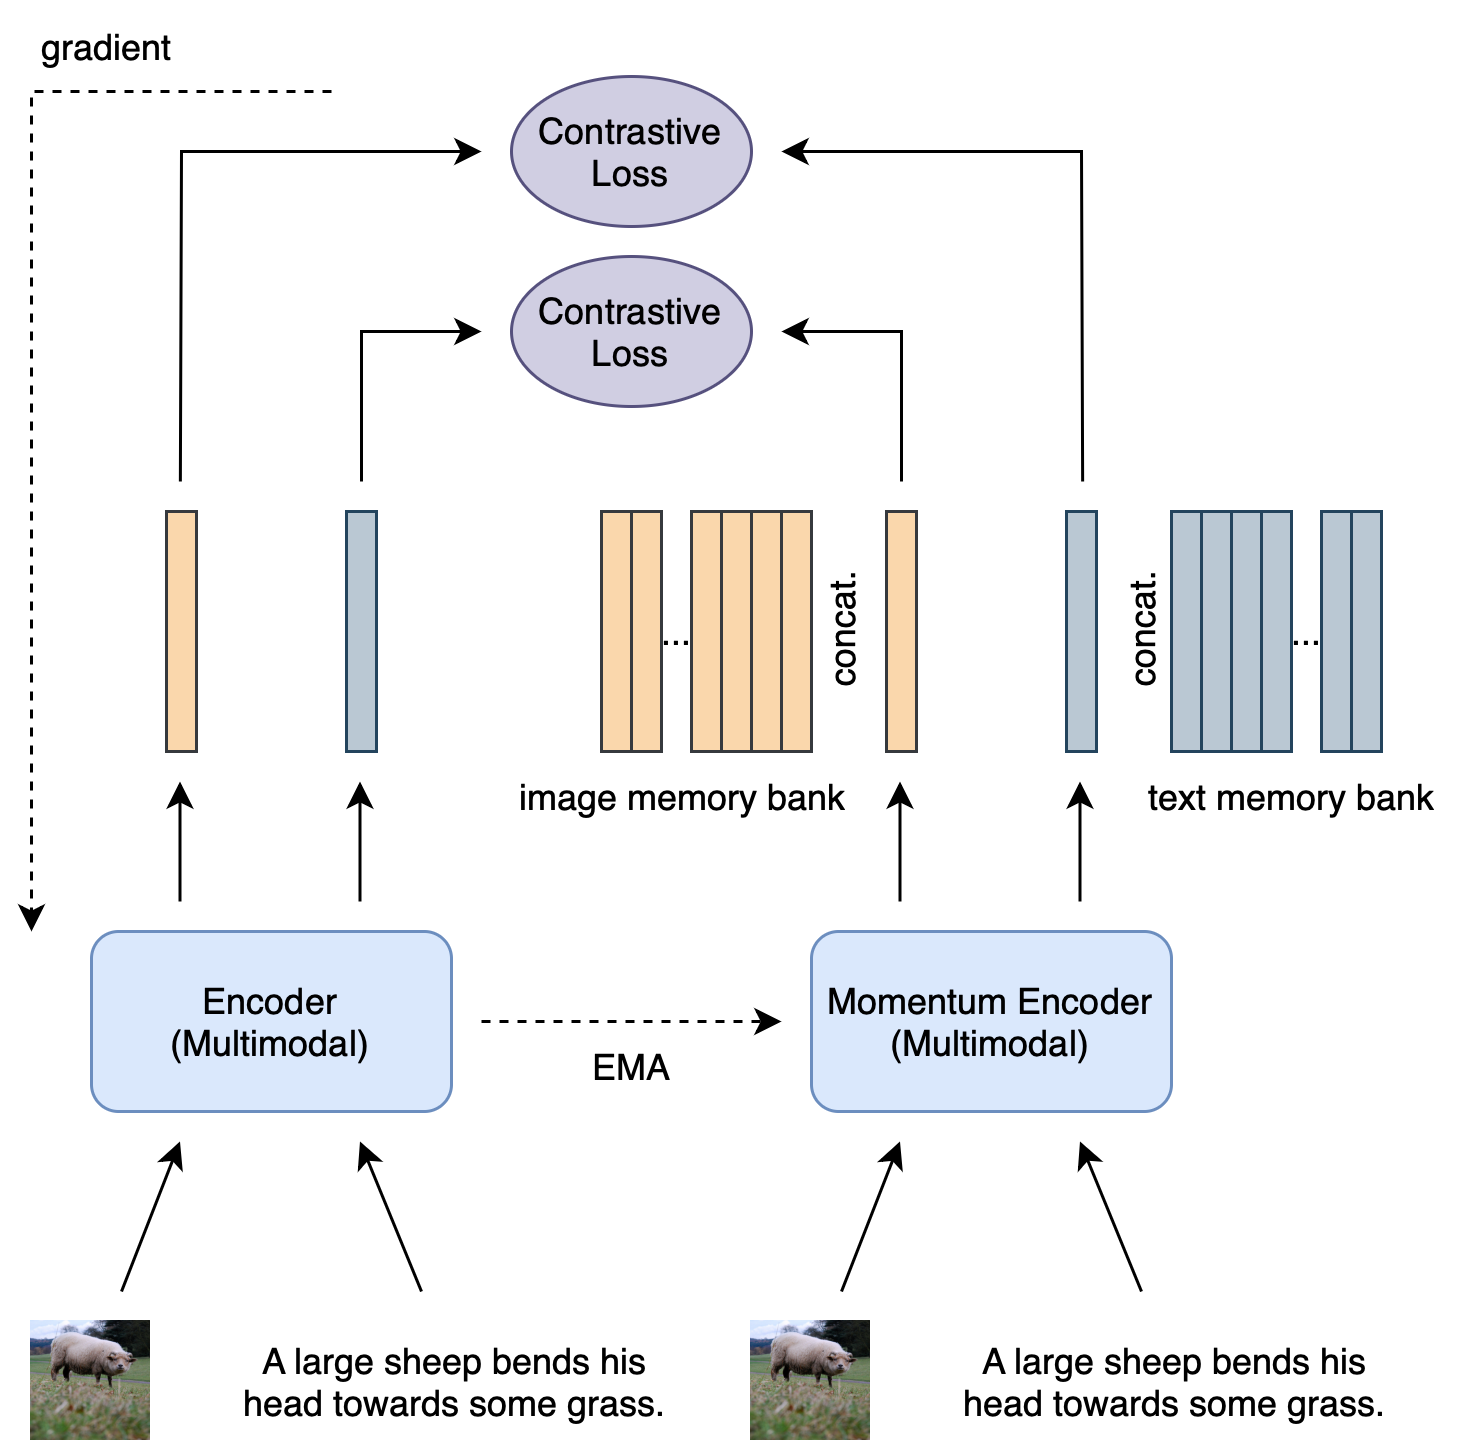 gradient
Contrastive
Loss
Contrastive
Loss
...
concat.
concat.
...
image memory bank
text memory bank
Encoder
(Multimodal)
EMA
Momentum Encoder
(Multimodal)
A large sheep bends his
head towards some grass.
A large sheep bends his
head towards some grass.